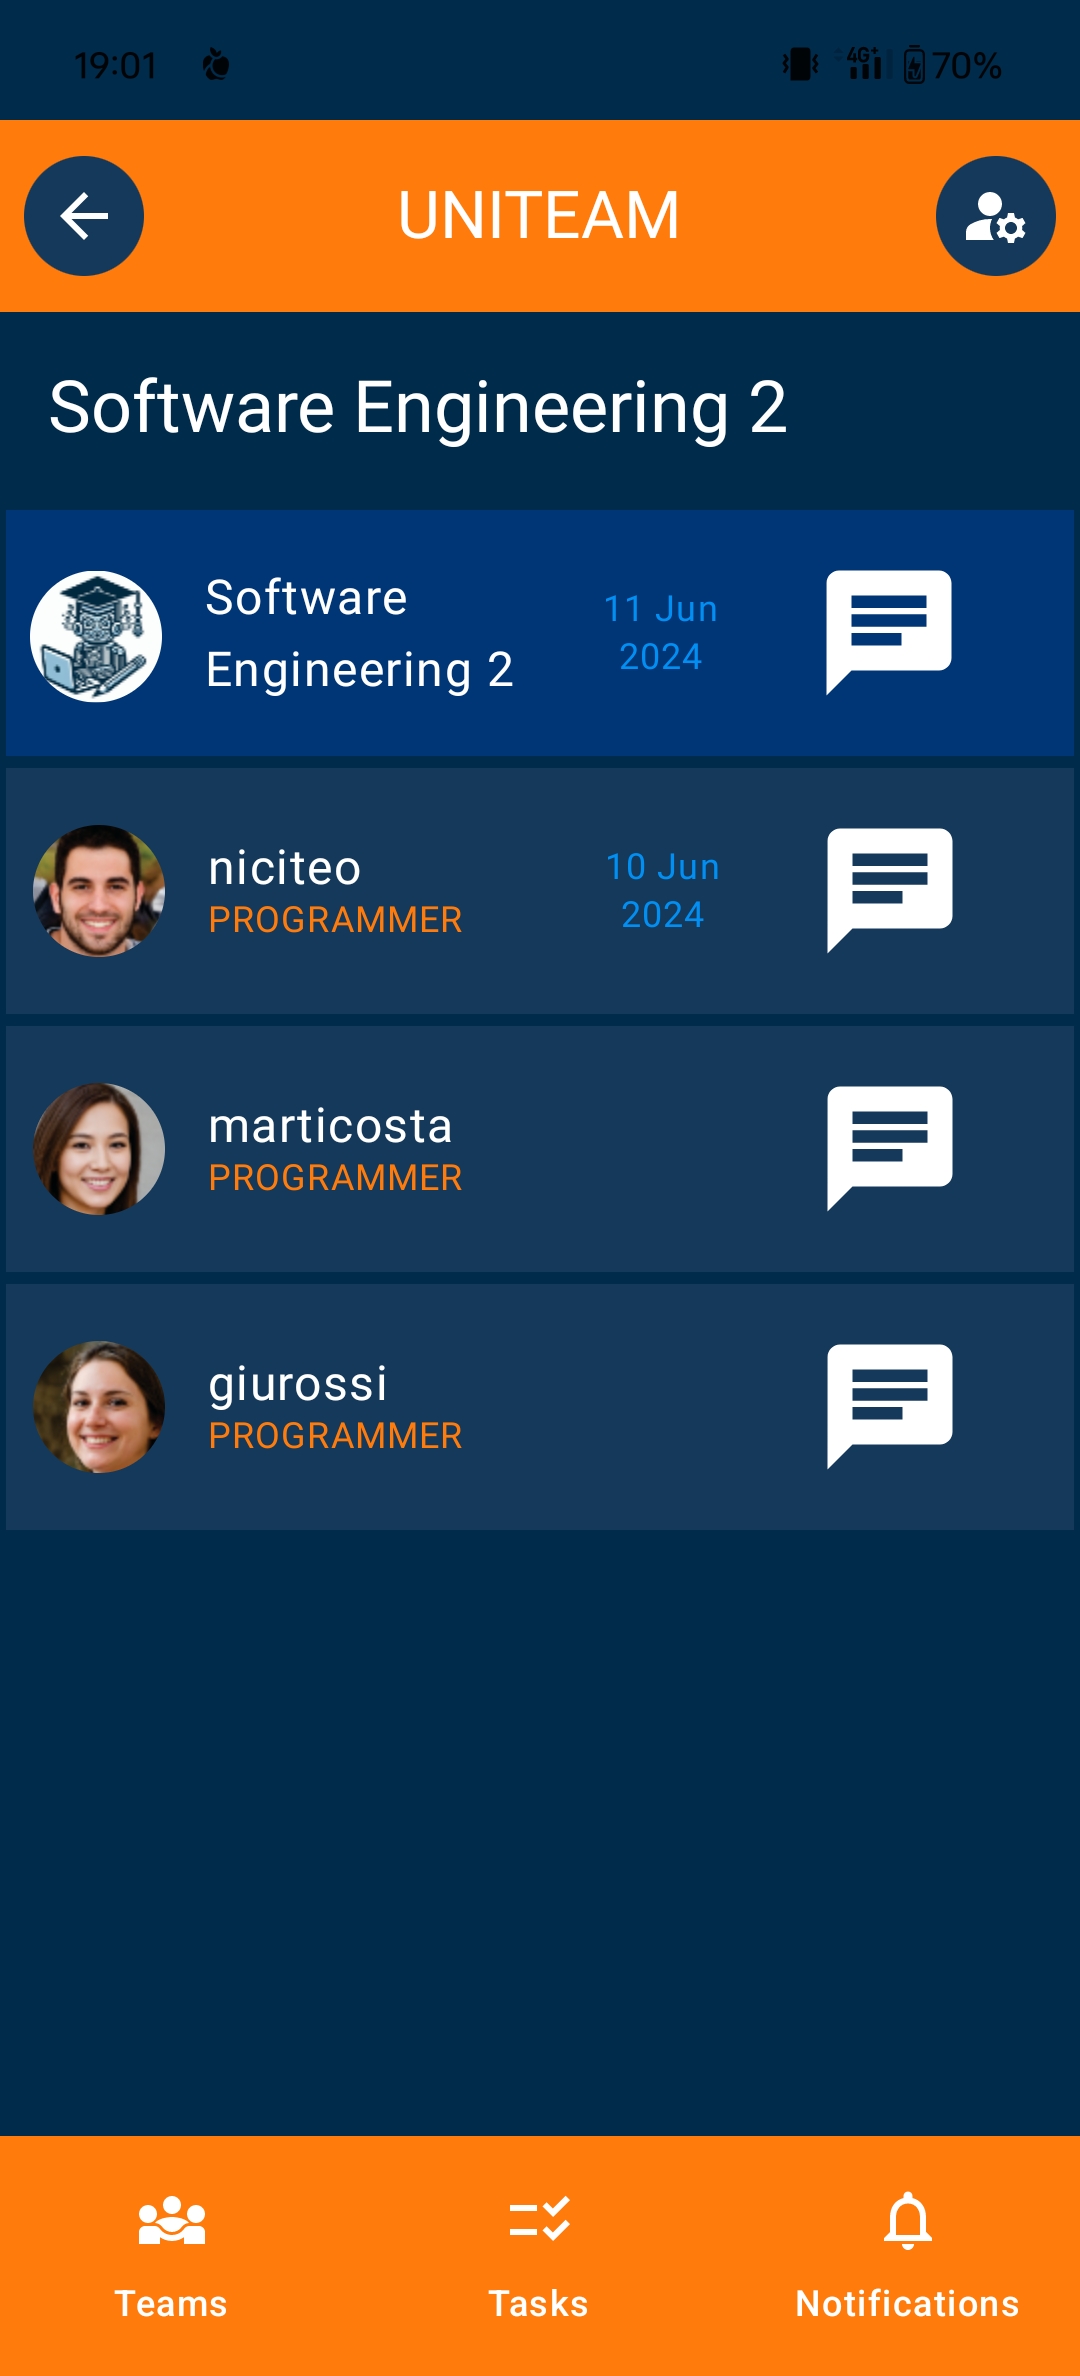 19:01
4G+ 70%
UNITEAM
Software Engineering 2
Software
Engineering 2
11 Jun
2024
niciteo
PROGRAMMER
10 Jun
2024
marticosta
PROGRAMMER
giurossi
PROGRAMMER
Teams
Tasks
Notifications